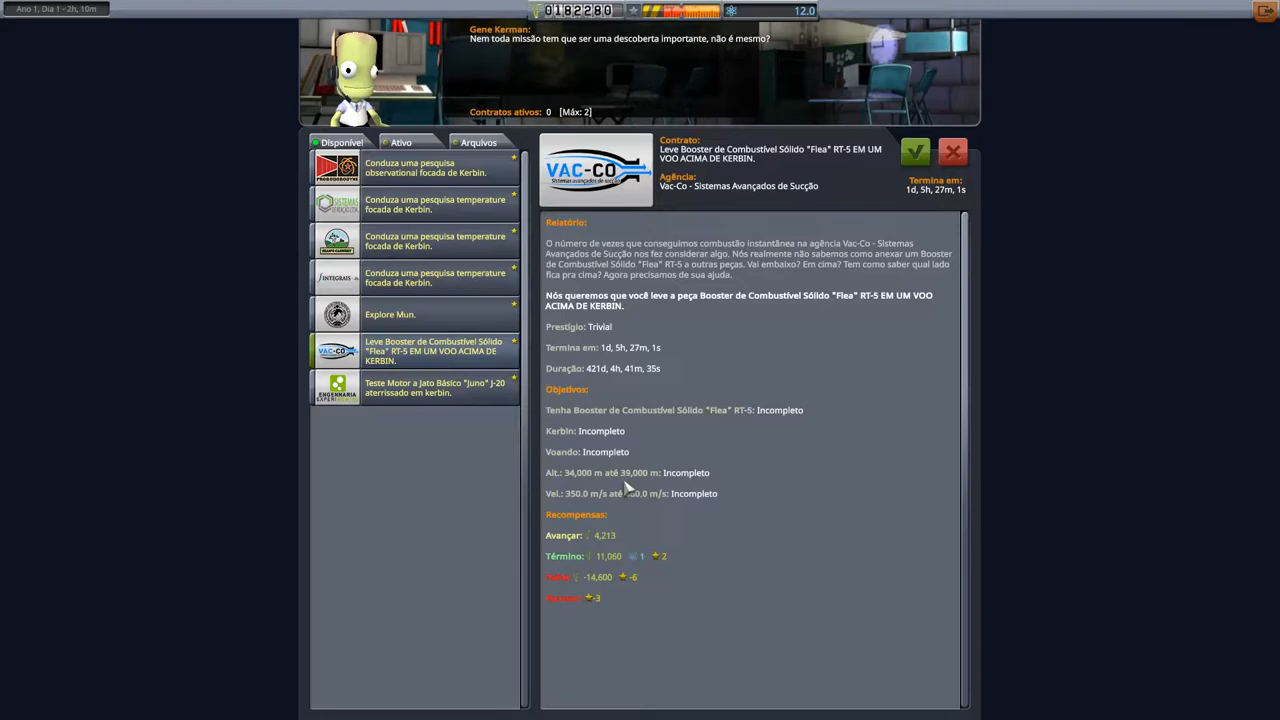 Ano 1, Dia 1 - 2h, 10m
0182280
12.0
Gene Kerman:
Nem toda missão tem que ser uma descoberta importante, não é mesmo?
Contratos ativos: 0 [Máx: 2]
Disponível
Ativo
Arquivos
Conduza uma pesquisa
observational focada de Kerbin.
Conduza uma pesquisa temperature
focada de Kerbin.
Conduza uma pesquisa temperature
focada de Kerbin.
INTEGRAIS
Conduza uma pesquisa temperature
focada de Kerbin.
Explore Mun.
VAC-CO
Leve Booster de Combustível Sólido
"Flea" RT-5 EM UM VOO ACIMA DE
KERBIN.
ENGENHARIA
Teste Motor a Jato Básico "Juno" J-20
aterrissado em kerbin.
VAC-CO
Sistemas avançados de sucção
Contrato:
Leve Booster de Combustível Sólido "Flea" RT-5 EM UM
VOO ACIMA DE KERBIN.
Agência:
Vac-Co - Sistemas Avançados de Sucção
Termina em:
1d, 5h, 27m, 1s
Relatório:
O número de vezes que conseguimos combustão instantânea na agência Vac-Co - Sistemas
Avançados de Sucção nos fez considerar algo. Nós realmente não sabemos como anexar um Booster
de Combustível Sólido "Flea" RT-5 a outras peças. Vai embaixo? Em cima? Tem como saber qual lado
fica pra cima? Agora precisamos de sua ajuda.
Nós queremos que você leve a peça Booster de Combustível Sólido "Flea" RT-5 EM UM VOO
ACIMA DE KERBIN.
Prestígio: Trivial
Termina em: 1d, 5h, 27m, 1s
Duração: 421d, 4h, 41m, 35s
Objetivos:
Tenha Booster de Combustível Sólido "Flea" RT-5: Incompleto
Kerbin: Incompleto
Voando: Incompleto
Alt.: 34,000 m até 39,000 m: Incompleto
Vel.: 350.0 m/s até m/s: Incompleto
Recompensas:
Avançar: 4,213
Término: 11,060 1 2
-14,600 -6
-3